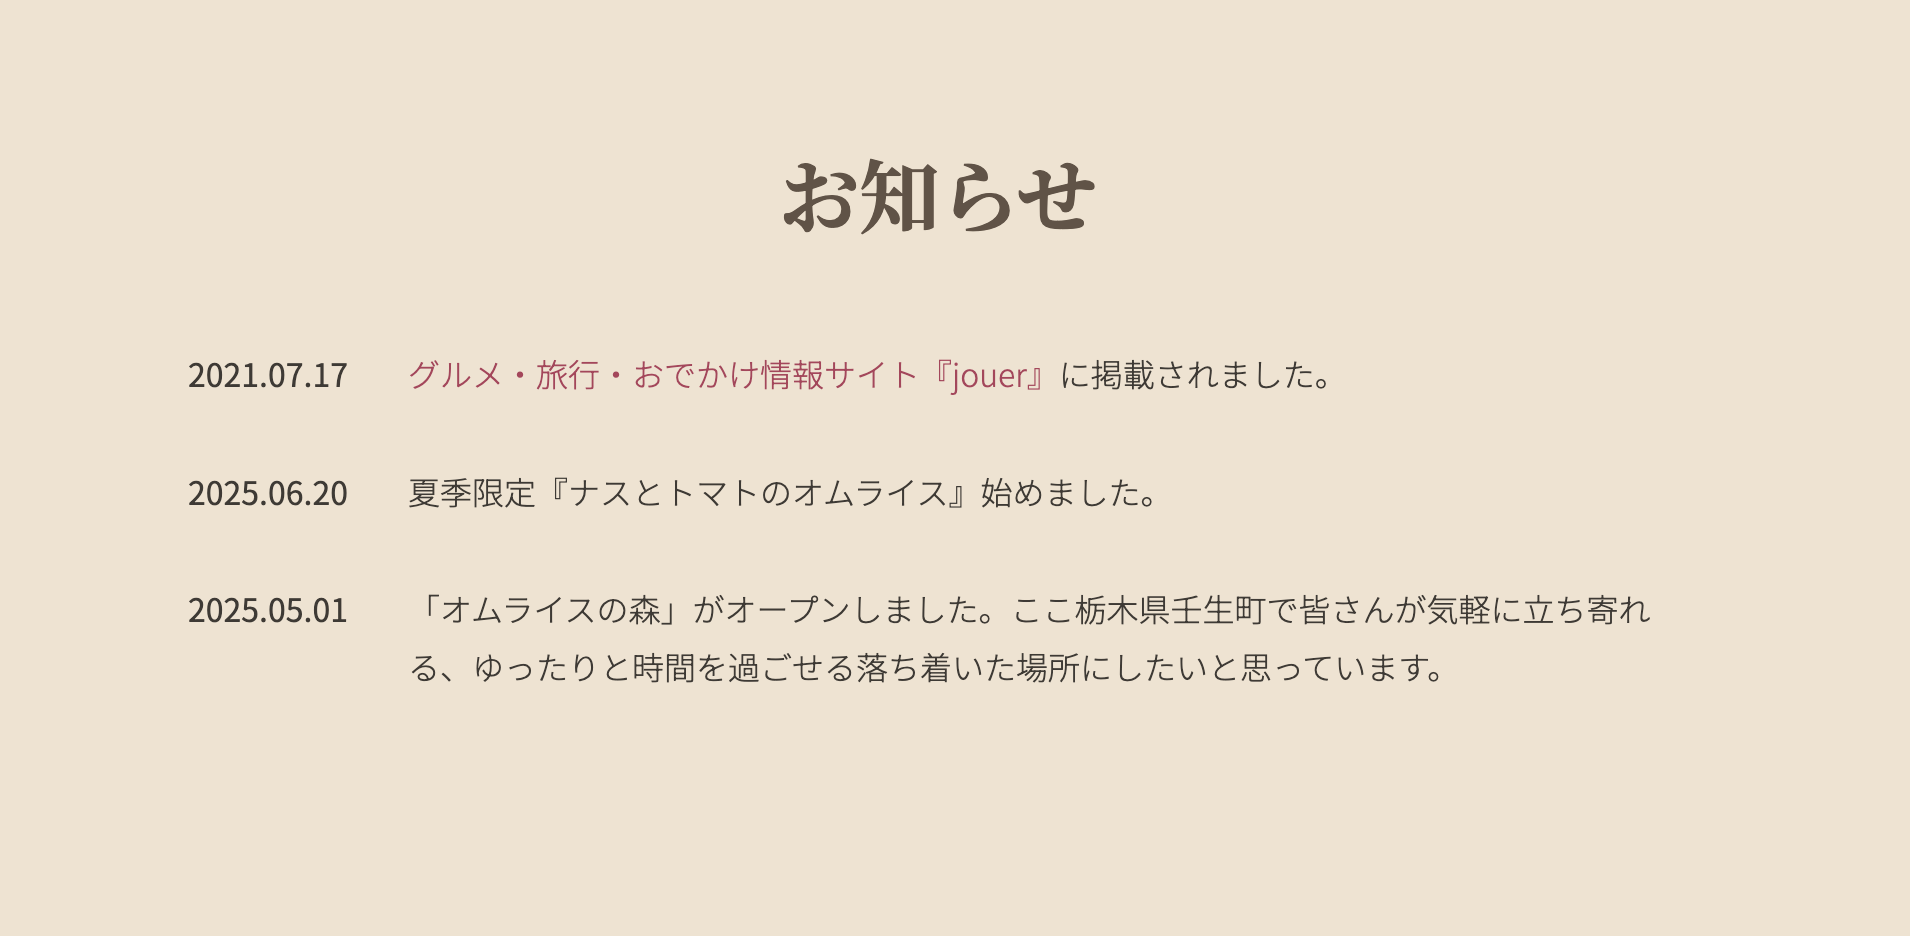 お知らせ
2021.07.17 グルメ・旅行・おでかけ情報サイト『jouer』に掲載されました。
2025.06.20 夏季限定『ナスとトマトのオムライス』始めました。
2025.05.01 「オムライスの森」がオープンしました。ここ栃木県壬生町で皆さんが気軽に立ち寄れ
る、ゆったりと時間を過ごせる落ち着いた場所にしたいと思っています。